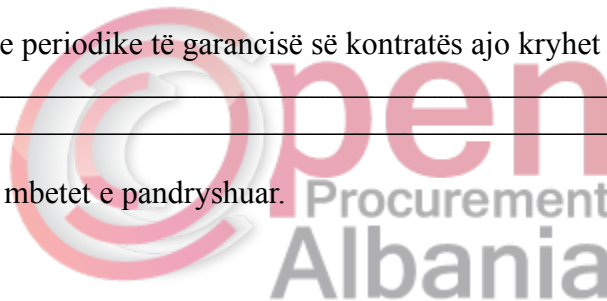 e periodike të garancisë së kontratës ajo kryhet
mbetet e pandryshuar.
Open
Procurement
Albania